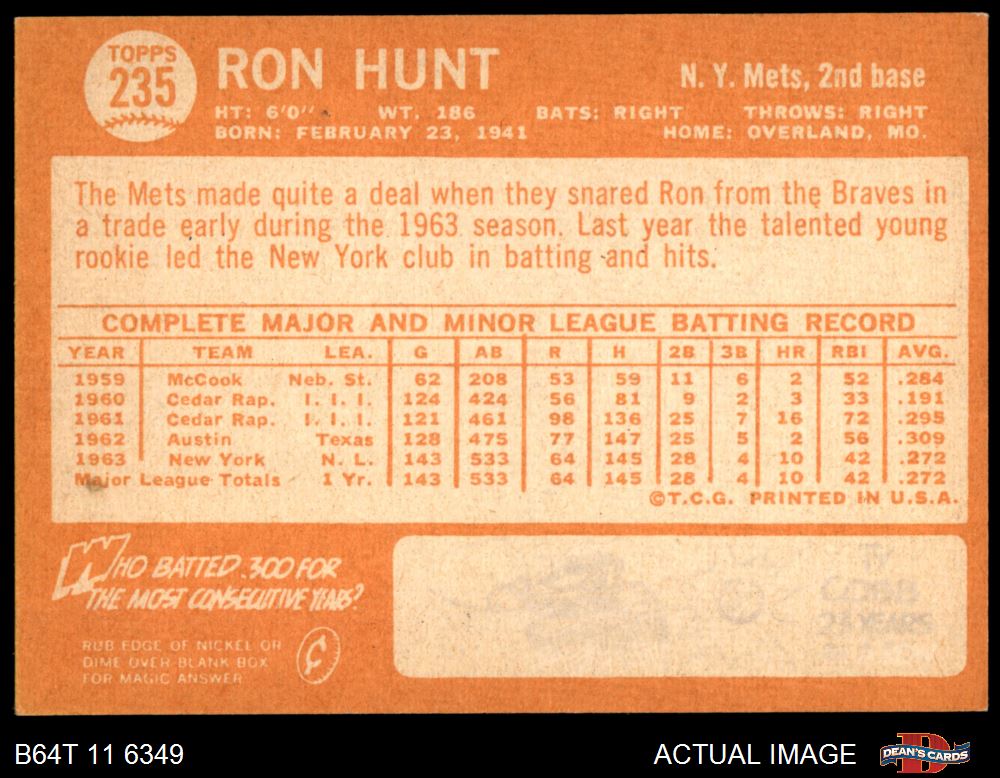 TOPPS
235
RON HUNT
N. Y. Mets, 2nd base
HT: 6'0" WT. 186 BATS: RIGHT THROWS: RIGHT
BORN: FEBRUARY 23, 1941 HOME: OVERLAND, MO.
The Mets made quite a deal when they snared Ron from the Braves in
a trade early during the 1963 season. Last year the talented young
rookie led the New York club in batting and hits.
COMPLETE MAJOR AND MINOR LEAGUE BATTING RECORD
YEAR TEAM LEA. G AB R H 2B 3B HR RBI AVG.
1959 McCook Neb. St. 62 208 53 59 11 6 2 52 .284
1960 Cedar Rap. I. I. I. 124 424 56 81 9 2 3 33 .191
1961 Cedar Rap. I. I. I. 121 461 98 136 25 7 16 72 .295
1962 Austin Texas 128 475 77 147 25 5 2 56 .309
1963 New York N. L. 143 533 64 145 28 4 10 42 .272
Major League Totals 1 Yr. 143 533 64 145 28 4 10 42 .272
©T.C.G. PRINTED IN U.S.A.
WHO BATTED .300 FOR
THE MOST CONSECUTIVE YEARS?
RUB EDGE OF NICKEL OR
DIME OVER BLANK BOX
FOR MAGIC ANSWER
¢
TY
COBB
23 YEARS
B64T 11 6349
ACTUAL IMAGE
DEAN'S CARDS